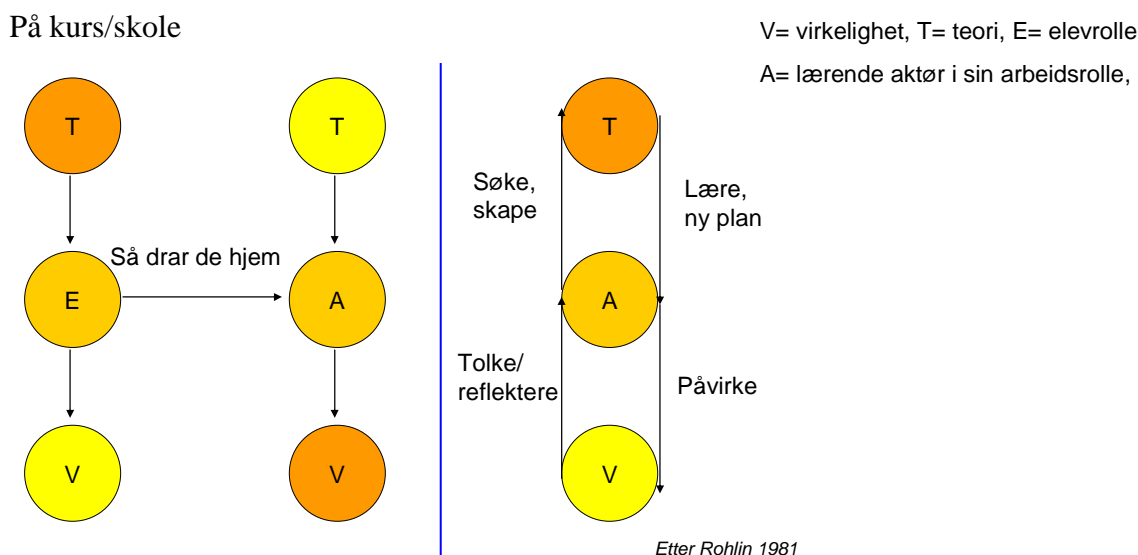 På kurs/skole
V= virkelighet, T= teori, E= elevrolle
A= lærende aktør i sin arbeidsrolle,
T
T
T
Søke,
skape
Lære,
ny plan
Så drar de hjem
E
A
A
Tolke/
reflektere
Påvirke
V
V
V
Etter Rohlin 1981